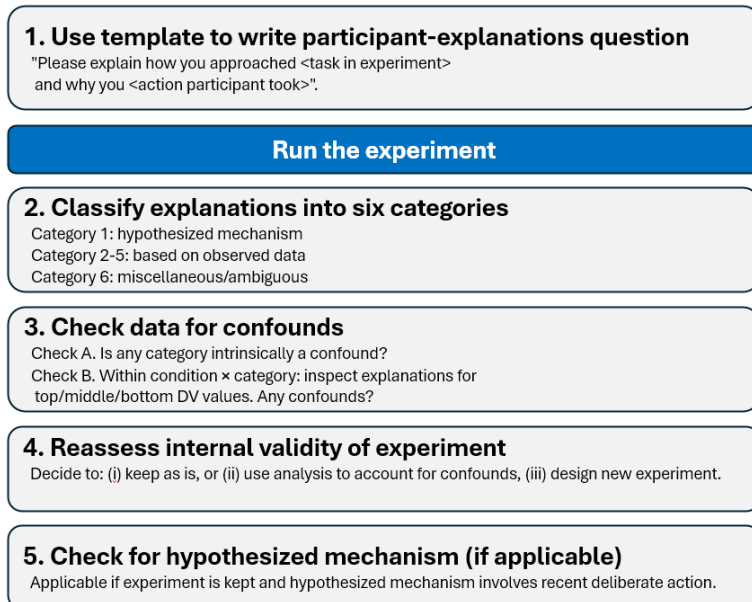 1. Use template to write participant-explanations question
"Please explain how you approached <task in experiment>
and why you <action participant took>".
Run the experiment
2. Classify explanations into six categories
Category 1: hypothesized mechanism
Category 2-5: based on observed data
Category 6: miscellaneous/ambiguous
3. Check data for confounds
Check A. Is any category intrinsically a confound?
Check B. Within condition × category: inspect explanations for
top/middle/bottom DV values. Any confounds?
4. Reassess internal validity of experiment
Decide to: (i) keep as is, or (ii) use analysis to account for confounds, (iii) design new experiment.
5. Check for hypothesized mechanism (if applicable)
Applicable if experiment is kept and hypothesized mechanism involves recent deliberate action.